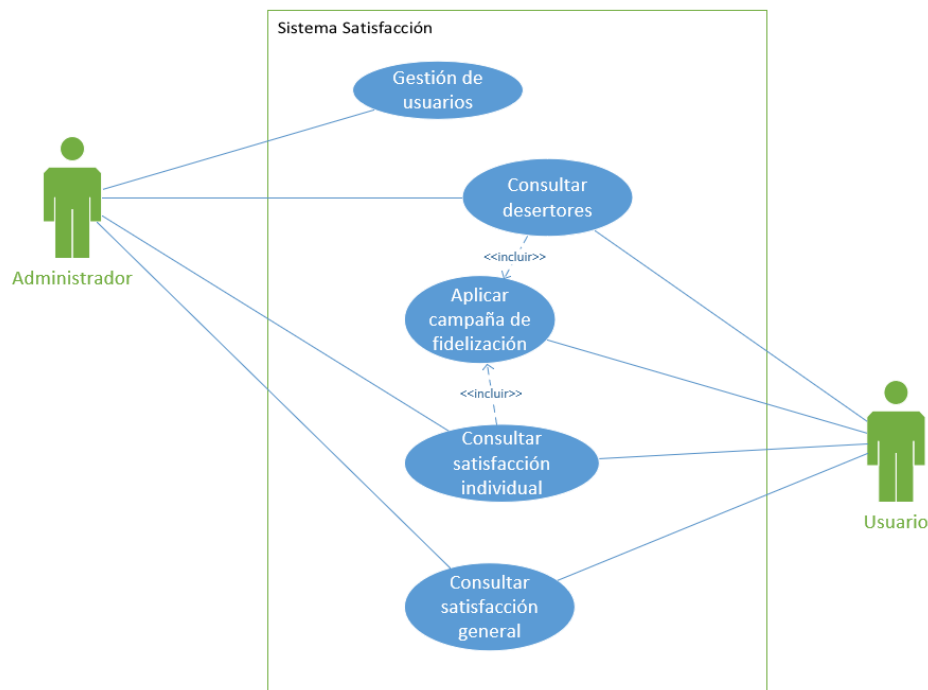 Sistema Satisfacción
Gestión de
usuarios
Consultar
desertores
<<incluir>>
Administrador
Aplicar
campaña de
fidelización
<<incluir>>
Consultar
satisfacción
individual
Usuario
Consultar
satisfacción
general